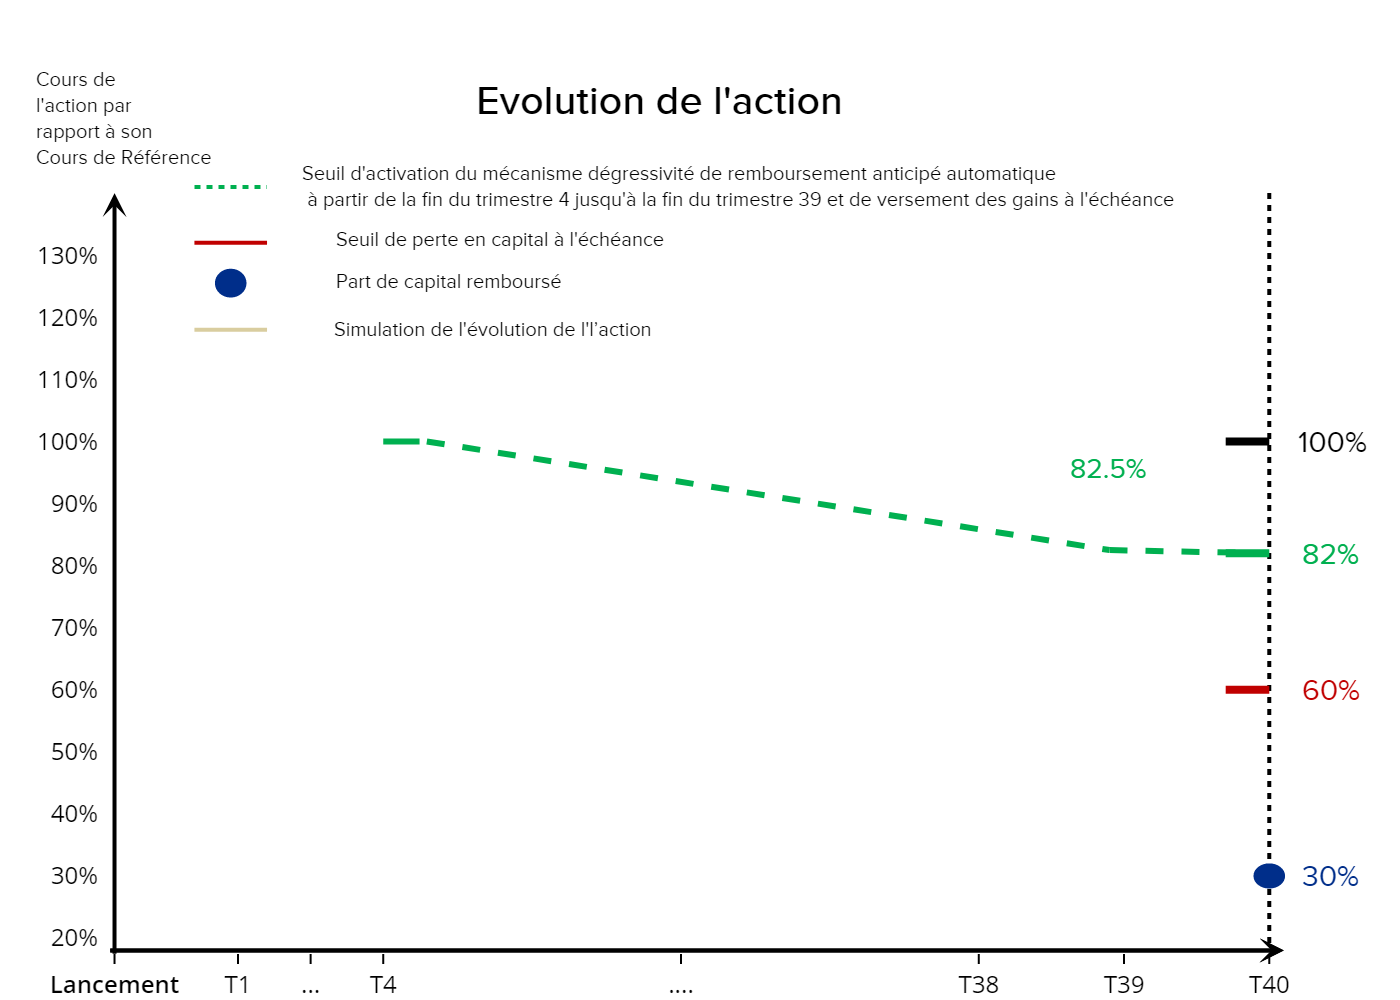 Cours de
l'action par
rapport à son
Cours de Référence
Evolution de l'action
Seuil d'activation du mécanisme dégressivité de remboursement anticipé automatique
à partir de la fin du trimestre 4 jusqu'à la fin du trimestre 39 et de versement des gains à l'échéance
Seuil de perte en capital à l'échéance
Part de capital remboursé
Simulation de l'évolution de l'l’action
130%
120%
110%
100%
90%
80%
70%
60%
50%
40%
30%
20%
82.5%
100%
82%
60%
30%
Lancement T1 ... T4 .... T38 T39 T40